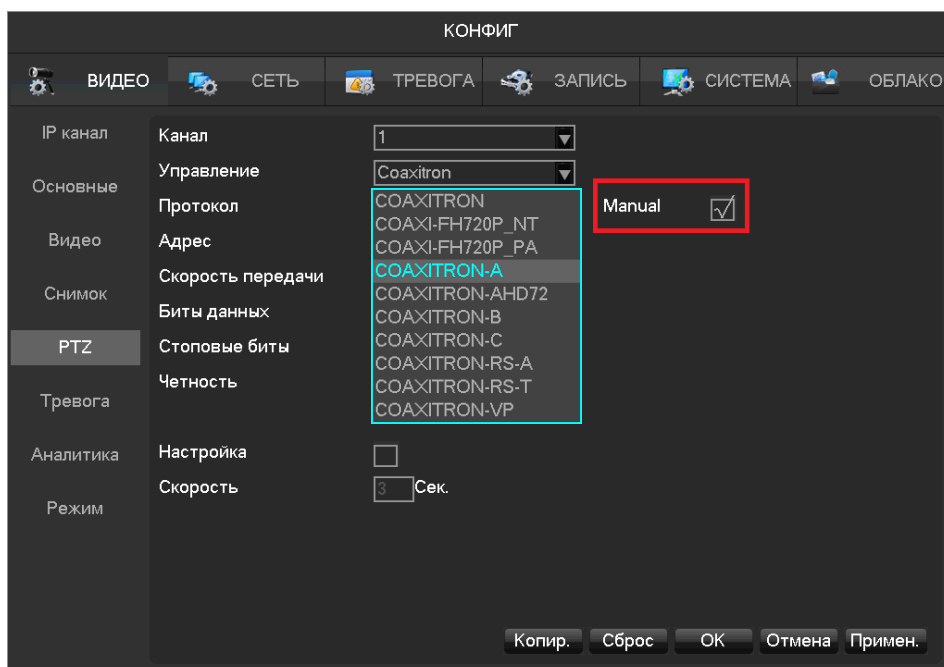 КОНФИГ
ВИДЕО СЕТЬ ТРЕВОГА ЗАПИСЬ СИСТЕМА ОБЛАКО
IP канал
Основные
Видео
Снимок
PTZ
Тревога
Аналитика
Режим
Канал 1
Управление Coaxitron
Протокол
Адрес
Скорость передачи
Биты данных
Стоповые биты
Четность
COAXITRON
COAXI-FH720P_NT
COAXI-FH720P_PA
COAXITRON-A
COAXITRON-AHD72
COAXITRON-B
COAXITRON-C
COAXITRON-RS-A
COAXITRON-RS-T
COAXITRON-VP
Manual
Настройка
Скорость 3 Сек.
Копир. Сброс OK Отмена Примен.